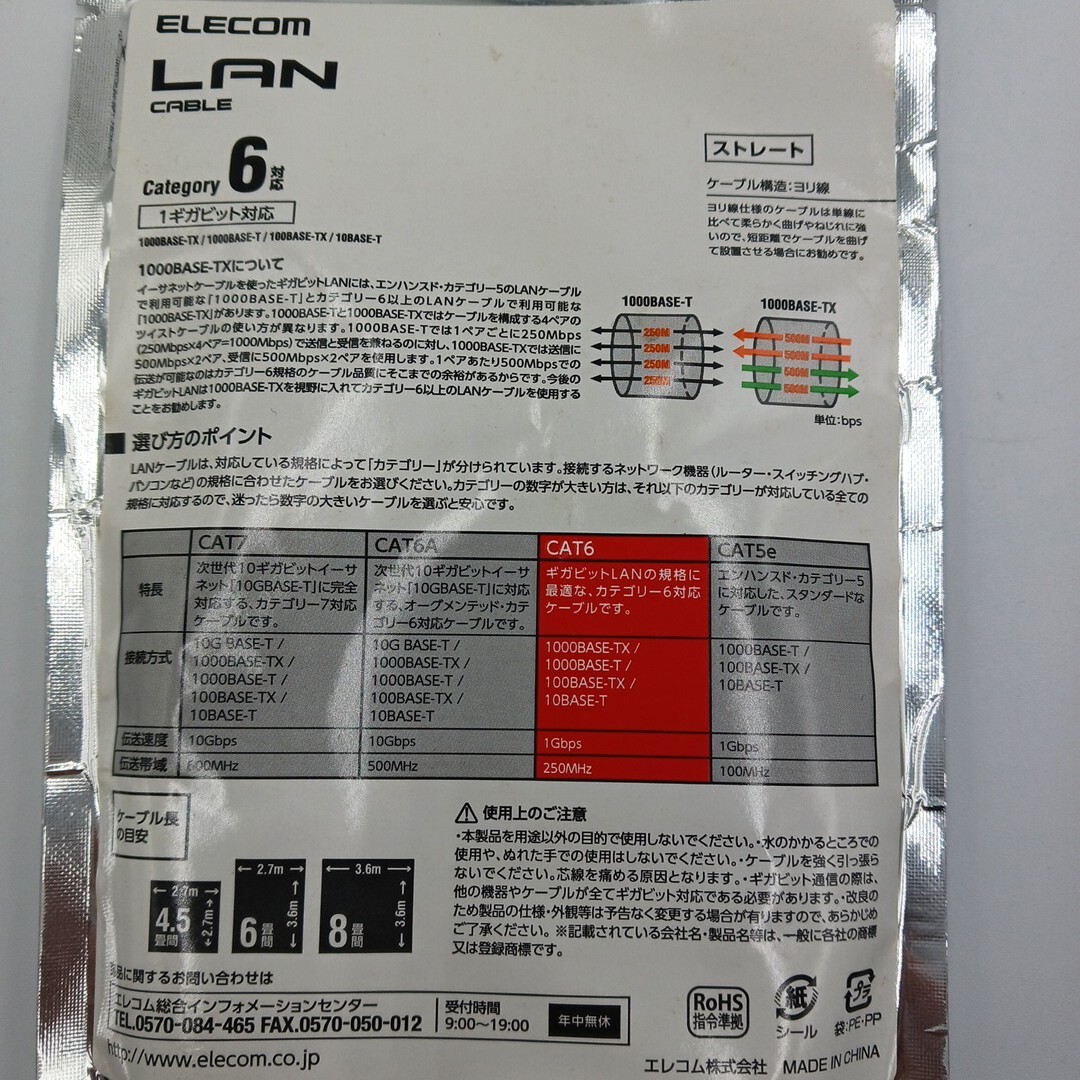 ELECOM
LAN
CABLE
Category 6 対応
1ギガビット対応
1000BASE-TX / 1000BASE-T / 100BASE-TX / 10BASE-T
ストレート
ケーブル構造:ヨリ線
ヨリ線仕様のケーブルは単線に
比べて柔らかく曲げやねじれに強
いので、短距離でケーブルを曲げ
て設置させる場合にお勧めです。
1000BASE-TXについて
イーサネットケーブルを使ったギガビットLANには、エンハンスド・カテゴリー5のLANケーブル
で利用可能な「1000BASE-T」とカテゴリー6以上のLANケーブルで利用可能な
「1000BASE-TX」があります。1000BASE-Tと1000BASE-TXではケーブルを構成する4ペアの
ツイストケーブルの使い方が異なります。1000BASE-Tでは1ペアごとに250Mbps
(250Mbps×4ペア=1000Mbps)で送信と受信を兼ねるのに対し、1000BASE-TXでは送信に
500Mbps×2ペア、受信に500Mbps×2ペアを使用します。1ペアあたり500Mbpsでの
伝送が可能なのはカテゴリー6規格のケーブル品質にそこまでの余裕があるからです。今後の
ギガビットLANは1000BASE-TXを視野に入れてカテゴリー6以上のLANケーブルを使用する
ことをお勧めします。
1000BASE-T
250M
250M
250M
250M
1000BASE-TX
500M
500M
500M
500M
単位:bps
■ 選び方のポイント
LANケーブルは、対応している規格によって「カテゴリー」が分けられています。接続するネットワーク機器(ルーター・スイッチングハブ・
パソコンなど)の規格に合わせたケーブルをお選びください。カテゴリーの数字が大きい方は、それ以下のカテゴリーが対応している全ての
規格に対応するので、迷ったら数字の大きいケーブルを選ぶと安心です。
CAT7
CAT6A
CAT6
CAT5e
特長
次世代10ギガビットイーサ
ネット「10GBASE-T」に完全
対応する、カテゴリー7対応
ケーブルです。
次世代10ギガビットイーサ
ネット「10GBASE-T」に対応
する、オーグメンテッド・カテ
ゴリー6対応ケーブルです。
ギガビットLANの規格に
最適な、カテゴリー6対応
ケーブルです。
エンハンスド・カテゴリー5
に対応した、スタンダードな
ケーブルです。
接続方式
10G BASE-T /
1000BASE-TX /
1000BASE-T /
100BASE-TX /
10BASE-T
10G BASE-T /
1000BASE-TX /
1000BASE-T /
100BASE-TX /
10BASE-T
1000BASE-TX /
1000BASE-T /
100BASE-TX /
10BASE-T
1000BASE-T /
100BASE-TX /
10BASE-T
伝送速度 10Gbps 10Gbps 1Gbps 1Gbps
伝送帯域 600MHz 500MHz 250MHz 100MHz
ケーブル長
の目安
2.7m
4.5
畳間
2.7m
2.7m
6
畳間
3.6m
3.6m
8
畳間
3.6m
⚠ 使用上のご注意
・本製品を用途以外の目的で使用しないでください。・水のかかるところでの
使用や、ぬれた手での使用はしないでください。・ケーブルを強く引っ張ら
ないでください。芯線を痛める原因となります。・ギガビット通信の際は、
他の機器やケーブルが全てギガビット対応である必要があります。・改良の
ため製品の仕様・外観等は予告なく変更する場合が有りますので、あらかじめ
ご了承ください。※記載されている会社名・製品名等は、一般に各社の商標
又は登録商標です。
品に関するお問い合わせは
エレコム総合インフォメーションセンター
TEL.0570-084-465 FAX.0570-050-012
受付時間
9:00〜19:00
年中無休
http://www.elecom.co.jp
RoHS
指令準拠
紙
シール
プラ
袋:PE・PP
エレコム株式会社 MADE IN CHINA